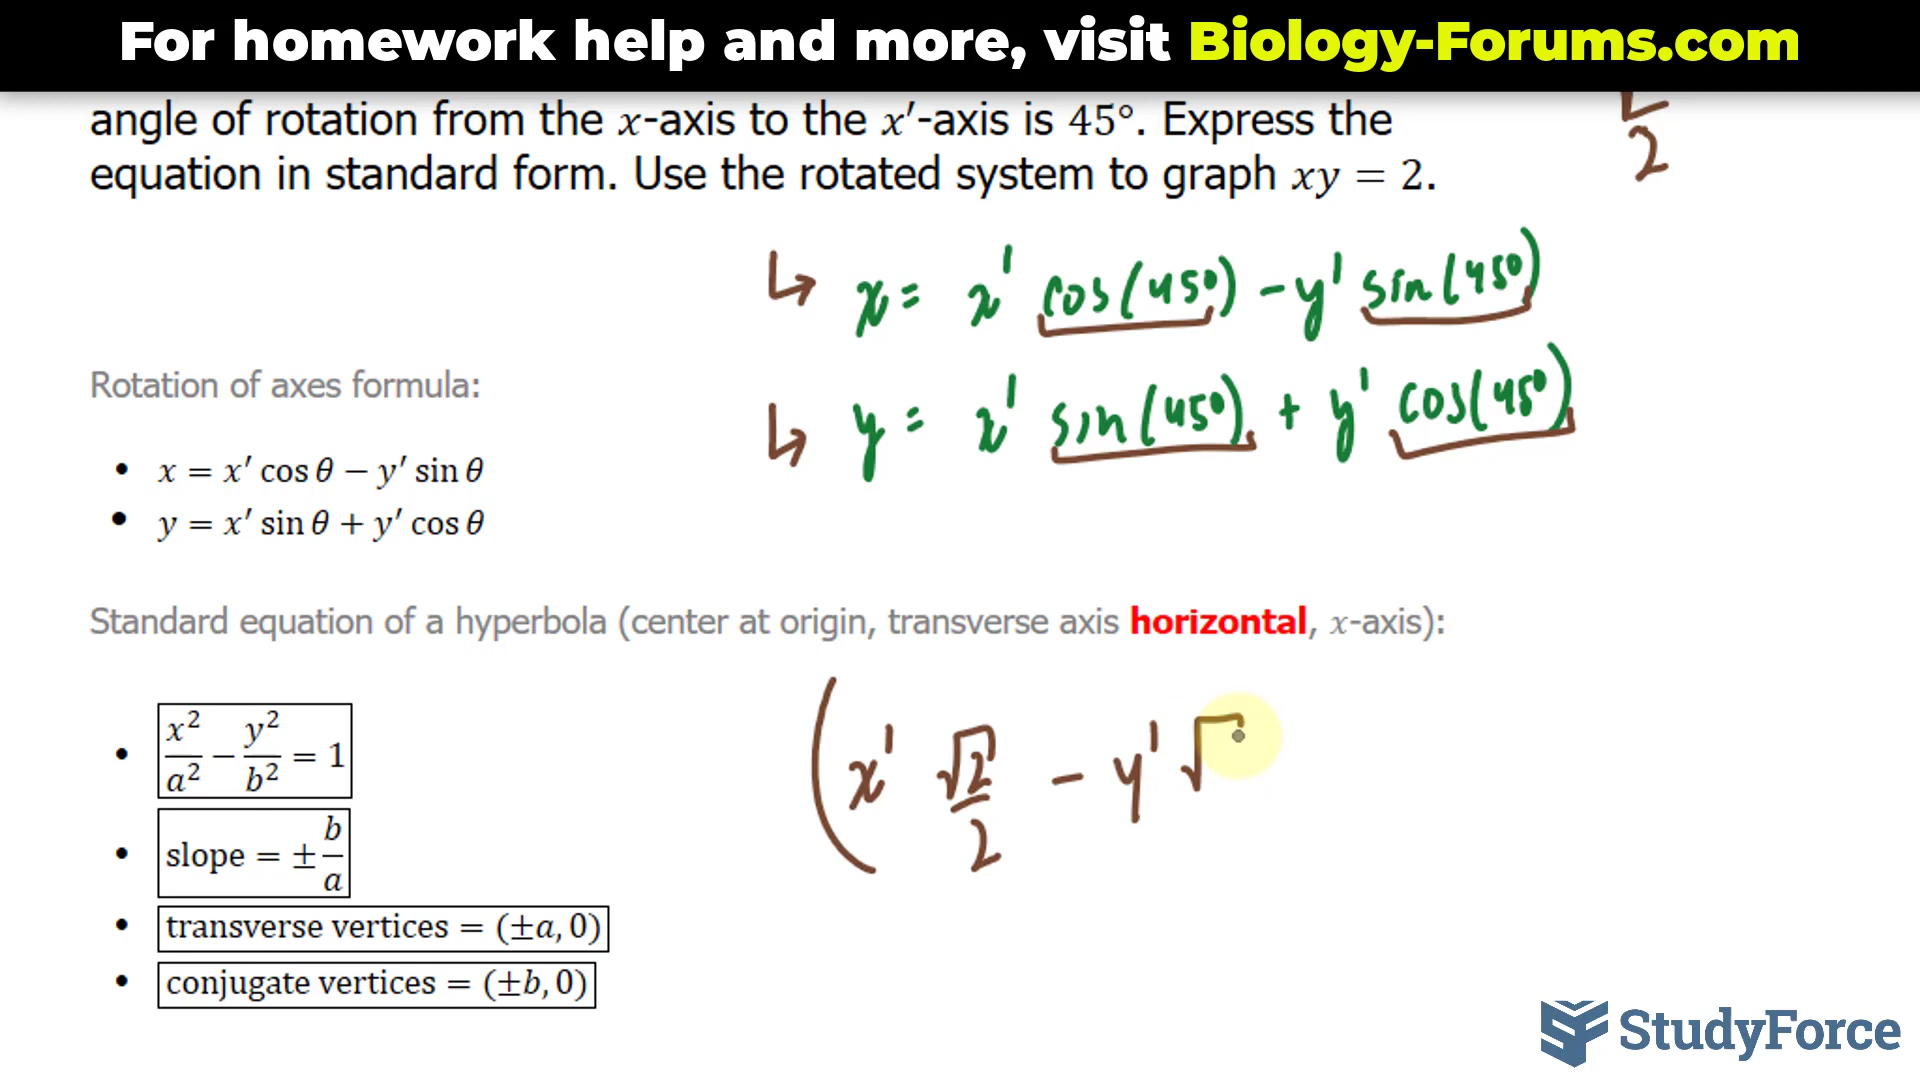 For homework help and more, visit Biology-Forums.com
angle of rotation from the x-axis to the x′-axis is 45°. Express the
equation in standard form. Use the rotated system to graph xy = 2.
2
x = x' cos(45°) - y' sin(45°)
y = x' sin(45°) + y' cos(45°)
Rotation of axes formula:
• x = x′ cos θ − y′ sin θ
• y = x′ sin θ + y′ cos θ
Standard equation of a hyperbola (center at origin, transverse axis horizontal, x-axis):
(x' √2/2 - y' √
• x²/a² − y²/b² = 1
• slope = ± b/a
• transverse vertices = (±a, 0)
• conjugate vertices = (±b, 0)
StudyForce